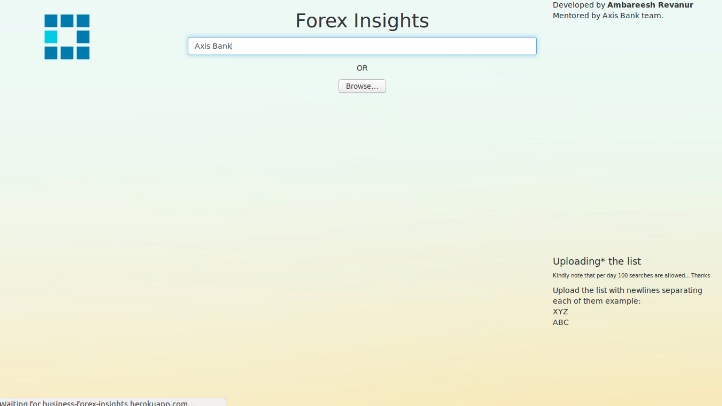 Forex Insights
Developed by Ambareesh Revanur
Mentored by Axis Bank team.
Axis Bank
OR
Browse...
Uploading* the list
Kindly note that per day 100 searches are allowed.. Thanks
Upload the list with newlines separating
each of them example:
XYZ
ABC
Waiting for business-forex-insights.herokuapp.com...